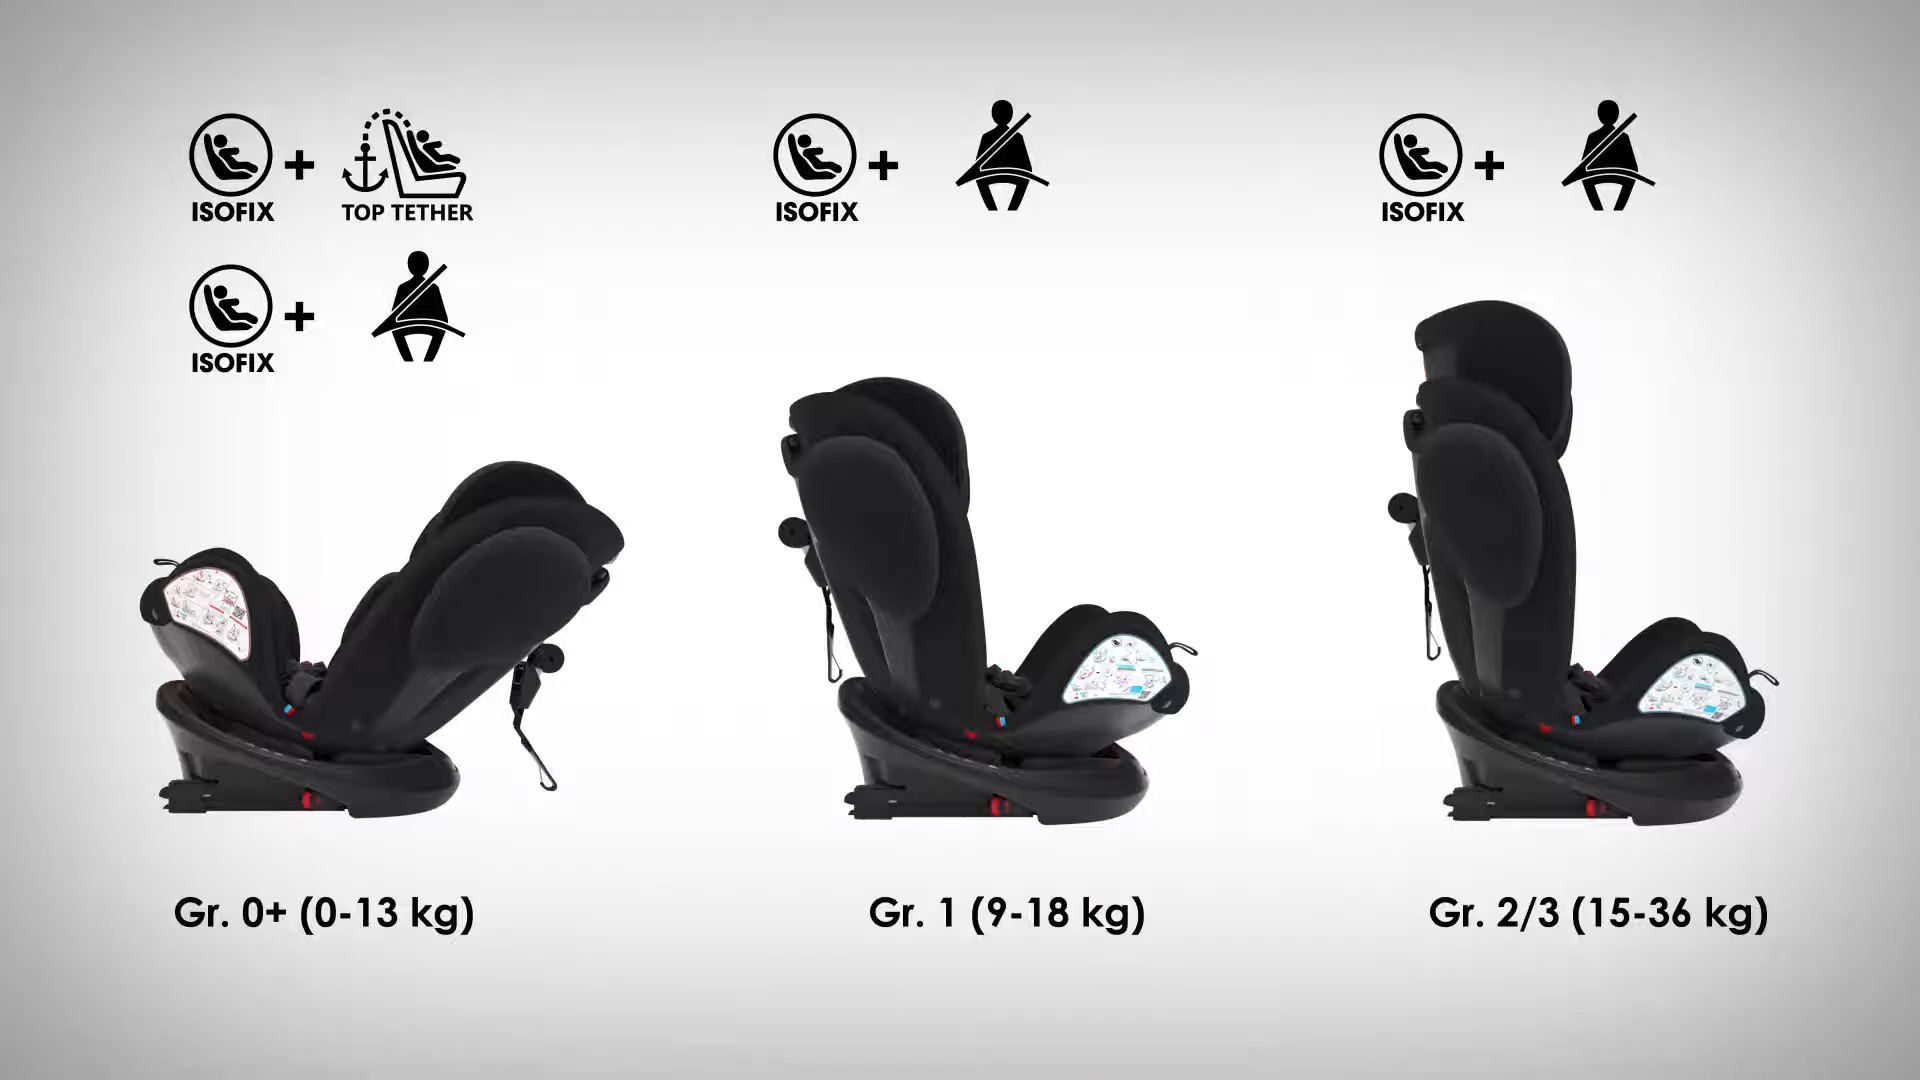 ISOFIX
TOP TETHER
ISOFIX
ISOFIX
ISOFIX
Gr. 0+ (0-13 kg)
Gr. 1 (9-18 kg)
Gr. 2/3 (15-36 kg)